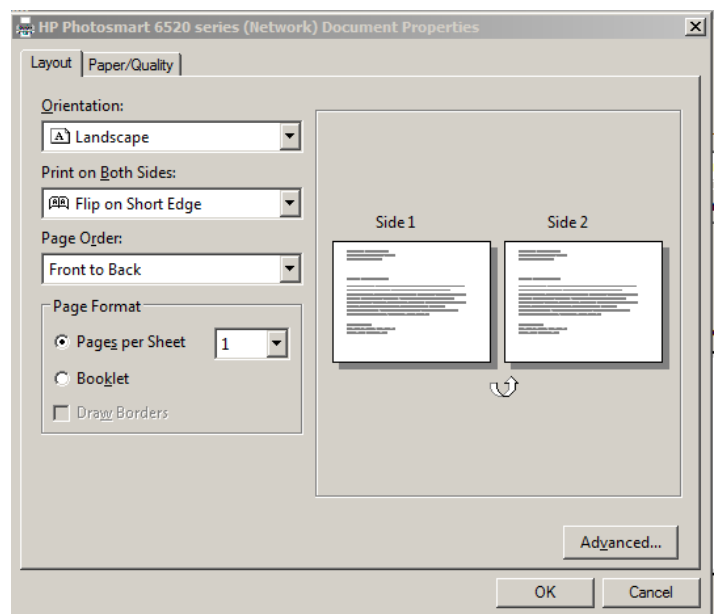 HP Photosmart 6520 series (Network) Document Properties
Layout
Paper/Quality
Orientation:
Landscape
Print on Both Sides:
Flip on Short Edge
Page Order:
Front to Back
Page Format
Pages per Sheet 1
Booklet
Draw Borders
Side 1 Side 2
Advanced...
OK Cancel